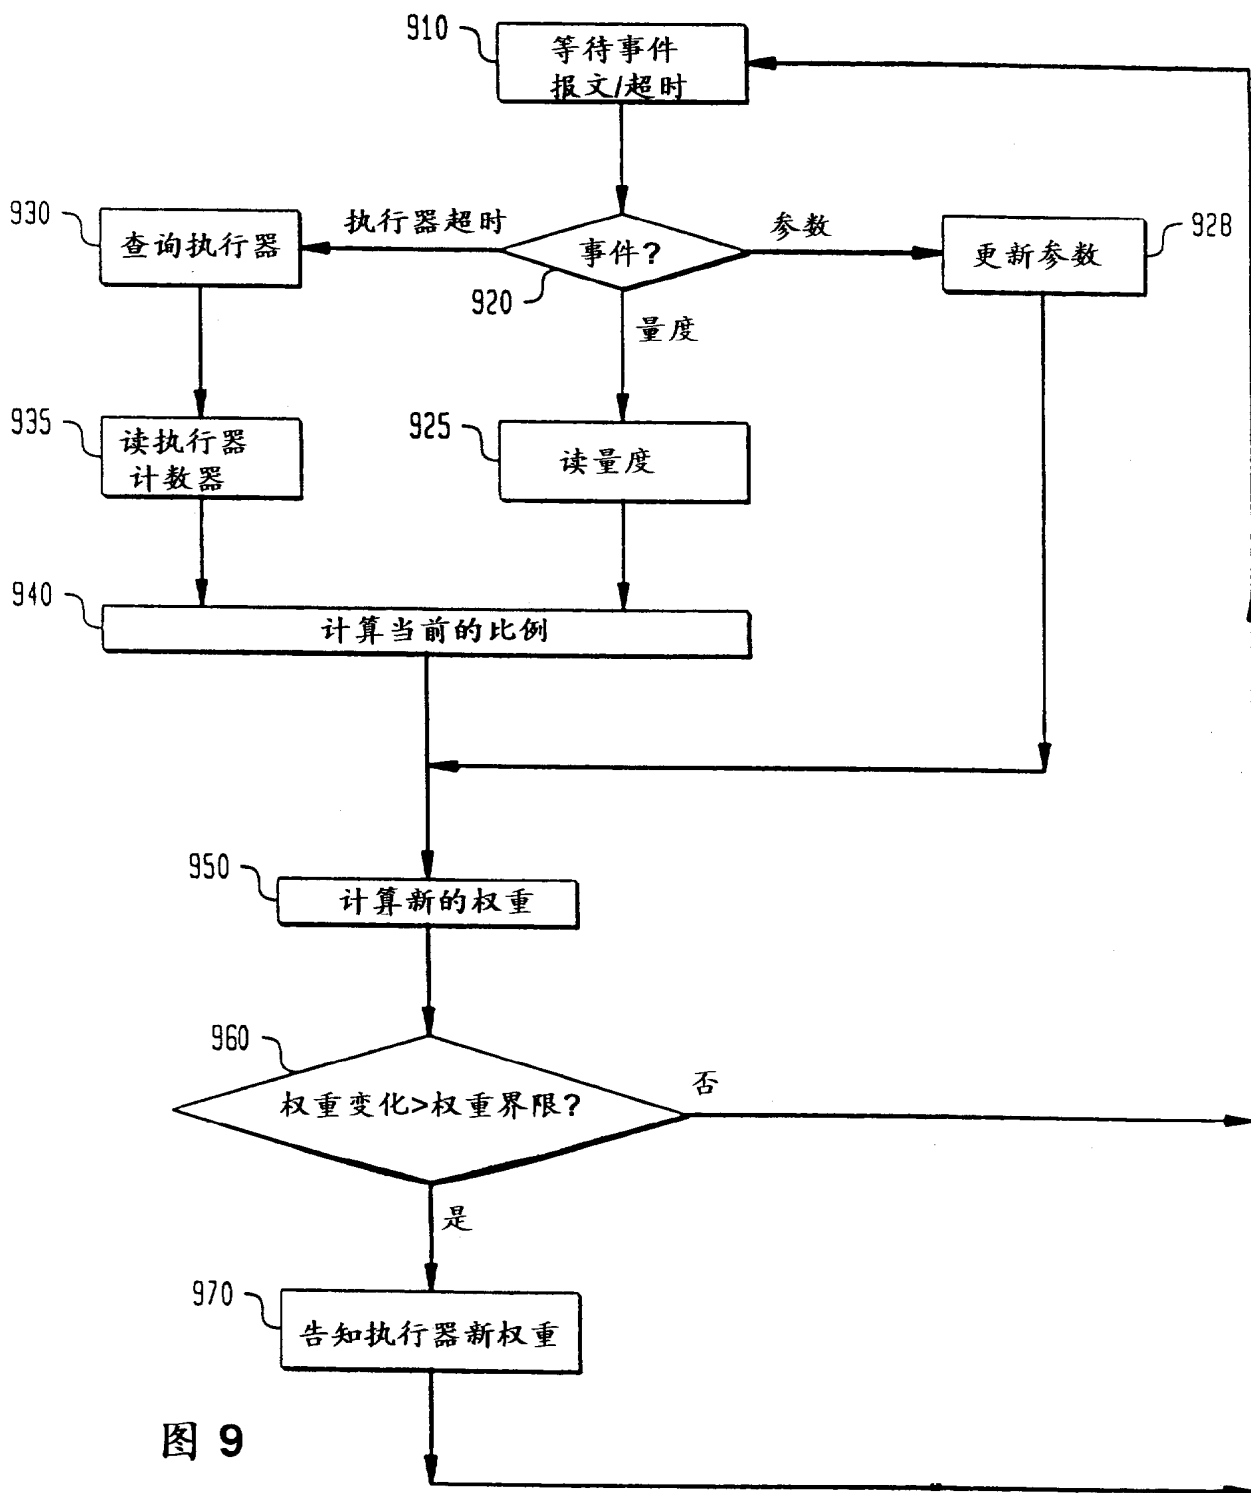 910
等待事件
报文/超时
930
查询执行器
执行器超时
事件?
920
参数
更新参数
928
量度
935
读执行器
计数器
925
读量度
940
计算当前的比例
950
计算新的权重
960
权重变化>权重界限?
否
是
970
告知执行器新权重
图 9